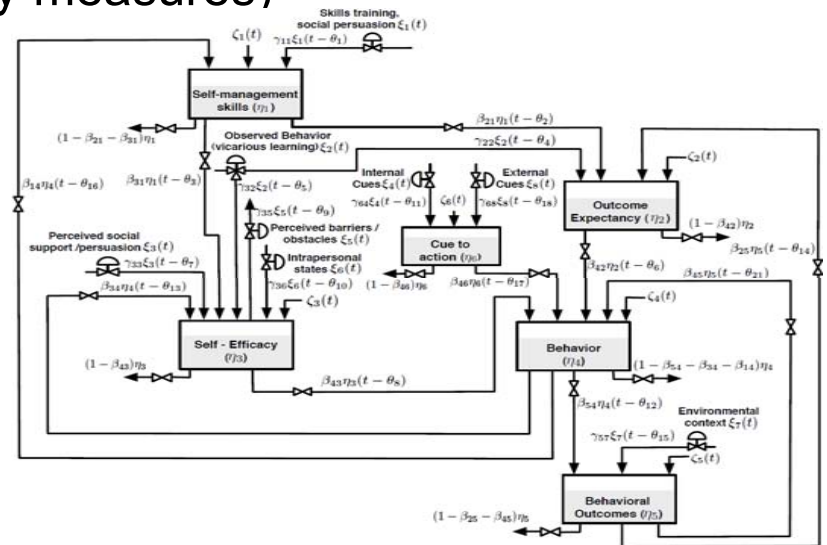 y measures)
Skills training,
social persuasion ξ₁(t)
ζ₁(t)
γ₁₁ξ₁(t − θ₁)
Self-management
skills (η₁)
β₂₁η₁(t − θ₂)
(1 − β₂₁ − β₃₁)η₁
Observed Behavior
(vicarious learning) ξ₂(t)
γ₂₂ξ₂(t − θ₄)
β₁₄η₄(t − θ₁₆)
β₃₁η₁(t − θ₃)
γ₃₂ξ₂(t − θ₅)
Internal
Cues ξ₄(t)
External
Cues ξ₈(t)
ζ₂(t)
γ₆₄ξ₄(t − θ₁₁)
ζ₆(t)
γ₆₈ξ₈(t − θ₁₈)
Outcome
Expectancy (η₂)
γ₃₅ξ₅(t − θ₉)
Perceived barriers /
obstacles ξ₅(t)
Perceived social
support /persuasion ξ₃(t)
Cue to
action (η₆)
(1 − β₄₂)η₂
β₂₅η₅(t − θ₁₄)
γ₃₃ξ₃(t − θ₇)
Intrapersonal
states ξ₆(t)
(1 − β₄₆)η₆
β₄₆η₆(t − θ₁₇)
β₄₂η₂(t − θ₆)
β₄₅η₅(t − θ₂₁)
β₃₄η₄(t − θ₁₃)
γ₃₆ξ₆(t − θ₁₀)
ζ₃(t)
ζ₄(t)
Self - Efficacy
(η₃)
Behavior
(η₄)
(1 − β₄₃)η₃
β₄₃η₃(t − θ₈)
(1 − β₅₄ − β₃₄ − β₁₄)η₄
β₅₄η₄(t − θ₁₂)
Environmental
context ξ₇(t)
γ₅₇ξ₇(t − θ₁₅)
ζ₅(t)
Behavioral
Outcomes (η₅)
(1 − β₂₅ − β₄₅)η₅